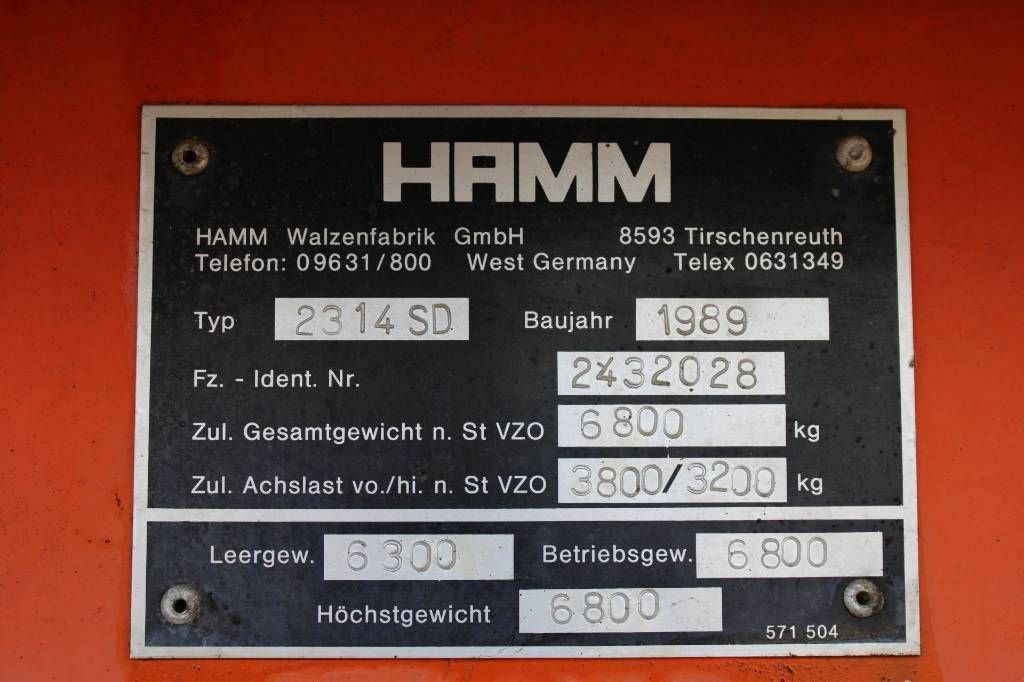 HAMM
HAMM Walzenfabrik GmbH 8593 Tirschenreuth
Telefon: 09631/800 West Germany Telex 0631349
Typ 2314 SD Baujahr 1989
Fz. - Ident. Nr. 2432028
Zul. Gesamtgewicht n. St VZO 6800 kg
Zul. Achslast vo./hi. n. St VZO 3800/3200 kg
Leergew. 6300 Betriebsgew. 6800
Höchstgewicht 6800
571 504